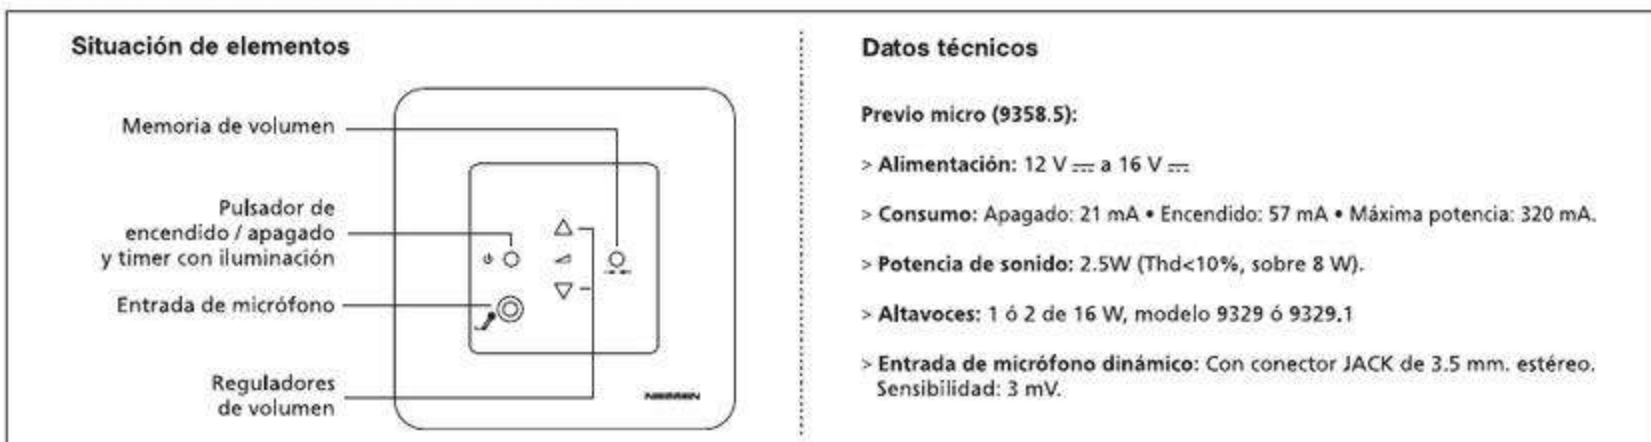 Situación de elementos
Memoria de volumen
Pulsador de
encendido / apagado
y timer con iluminación
Entrada de micrófono
Reguladores
de volumen
NIESSEN
Datos técnicos
Previo micro (9358.5):
> Alimentación: 12 V ⎓ a 16 V ⎓
> Consumo: Apagado: 21 mA • Encendido: 57 mA • Máxima potencia: 320 mA.
> Potencia de sonido: 2.5W (Thd<10%, sobre 8 W).
> Altavoces: 1 ó 2 de 16 W, modelo 9329 ó 9329.1
> Entrada de micrófono dinámico: Con conector JACK de 3.5 mm. estéreo.
Sensibilidad: 3 mV.